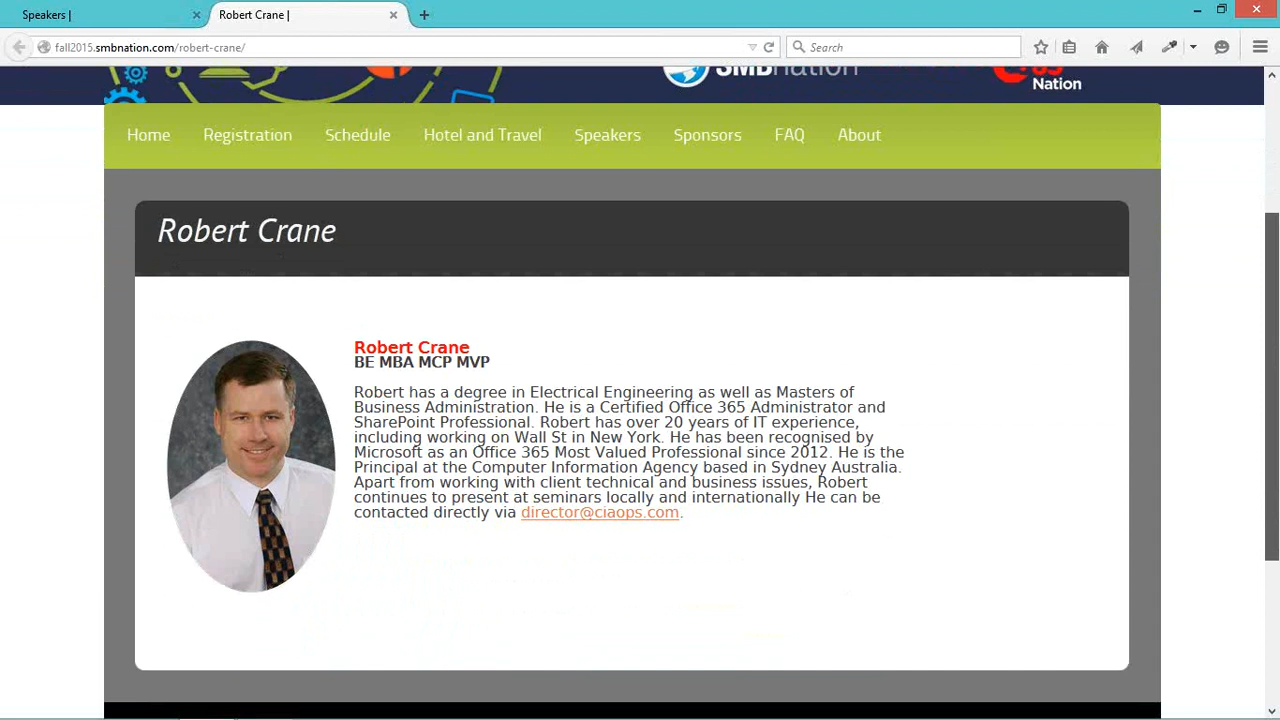 Speakers |
Robert Crane |
fall2015.smbnation.com/robert-crane/
Search
SMBnation
Nation
Home Registration Schedule Hotel and Travel Speakers Sponsors FAQ About
Robert Crane
Robert Crane
BE MBA MCP MVP
Robert has a degree in Electrical Engineering as well as Masters of
Business Administration. He is a Certified Office 365 Administrator and
SharePoint Professional. Robert has over 20 years of IT experience,
including working on Wall St in New York. He has been recognised by
Microsoft as an Office 365 Most Valued Professional since 2012. He is the
Principal at the Computer Information Agency based in Sydney Australia.
Apart from working with client technical and business issues, Robert
continues to present at seminars locally and internationally He can be
contacted directly via director@ciaops.com.